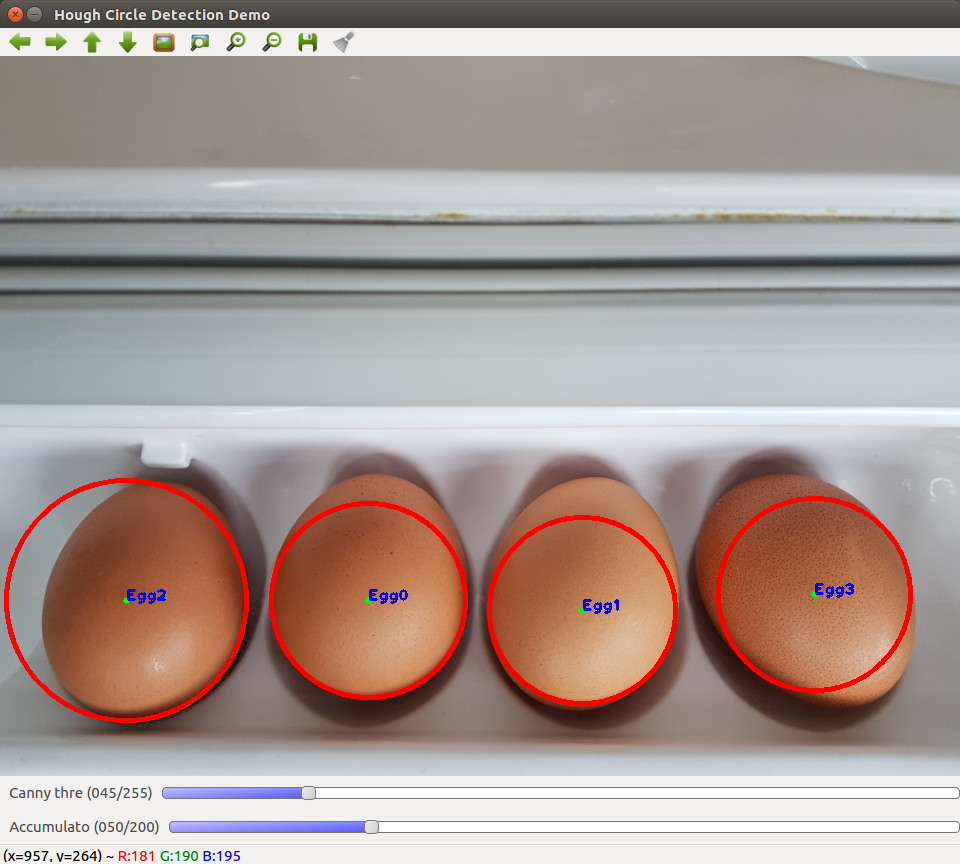 Hough Circle Detection Demo
Egg2
Egg0
Egg1
Egg3
Canny thre (045/255)
Accumulato (050/200)
(x=957, y=264) ~ R:181 G:190 B:195